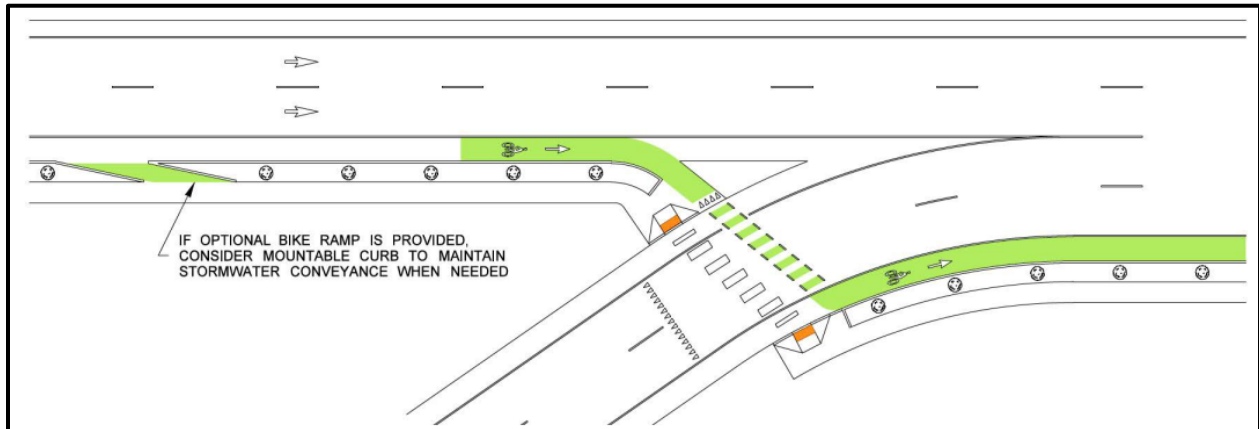 IF OPTIONAL BIKE RAMP IS PROVIDED,
CONSIDER MOUNTABLE CURB TO MAINTAIN
STORMWATER CONVEYANCE WHEN NEEDED